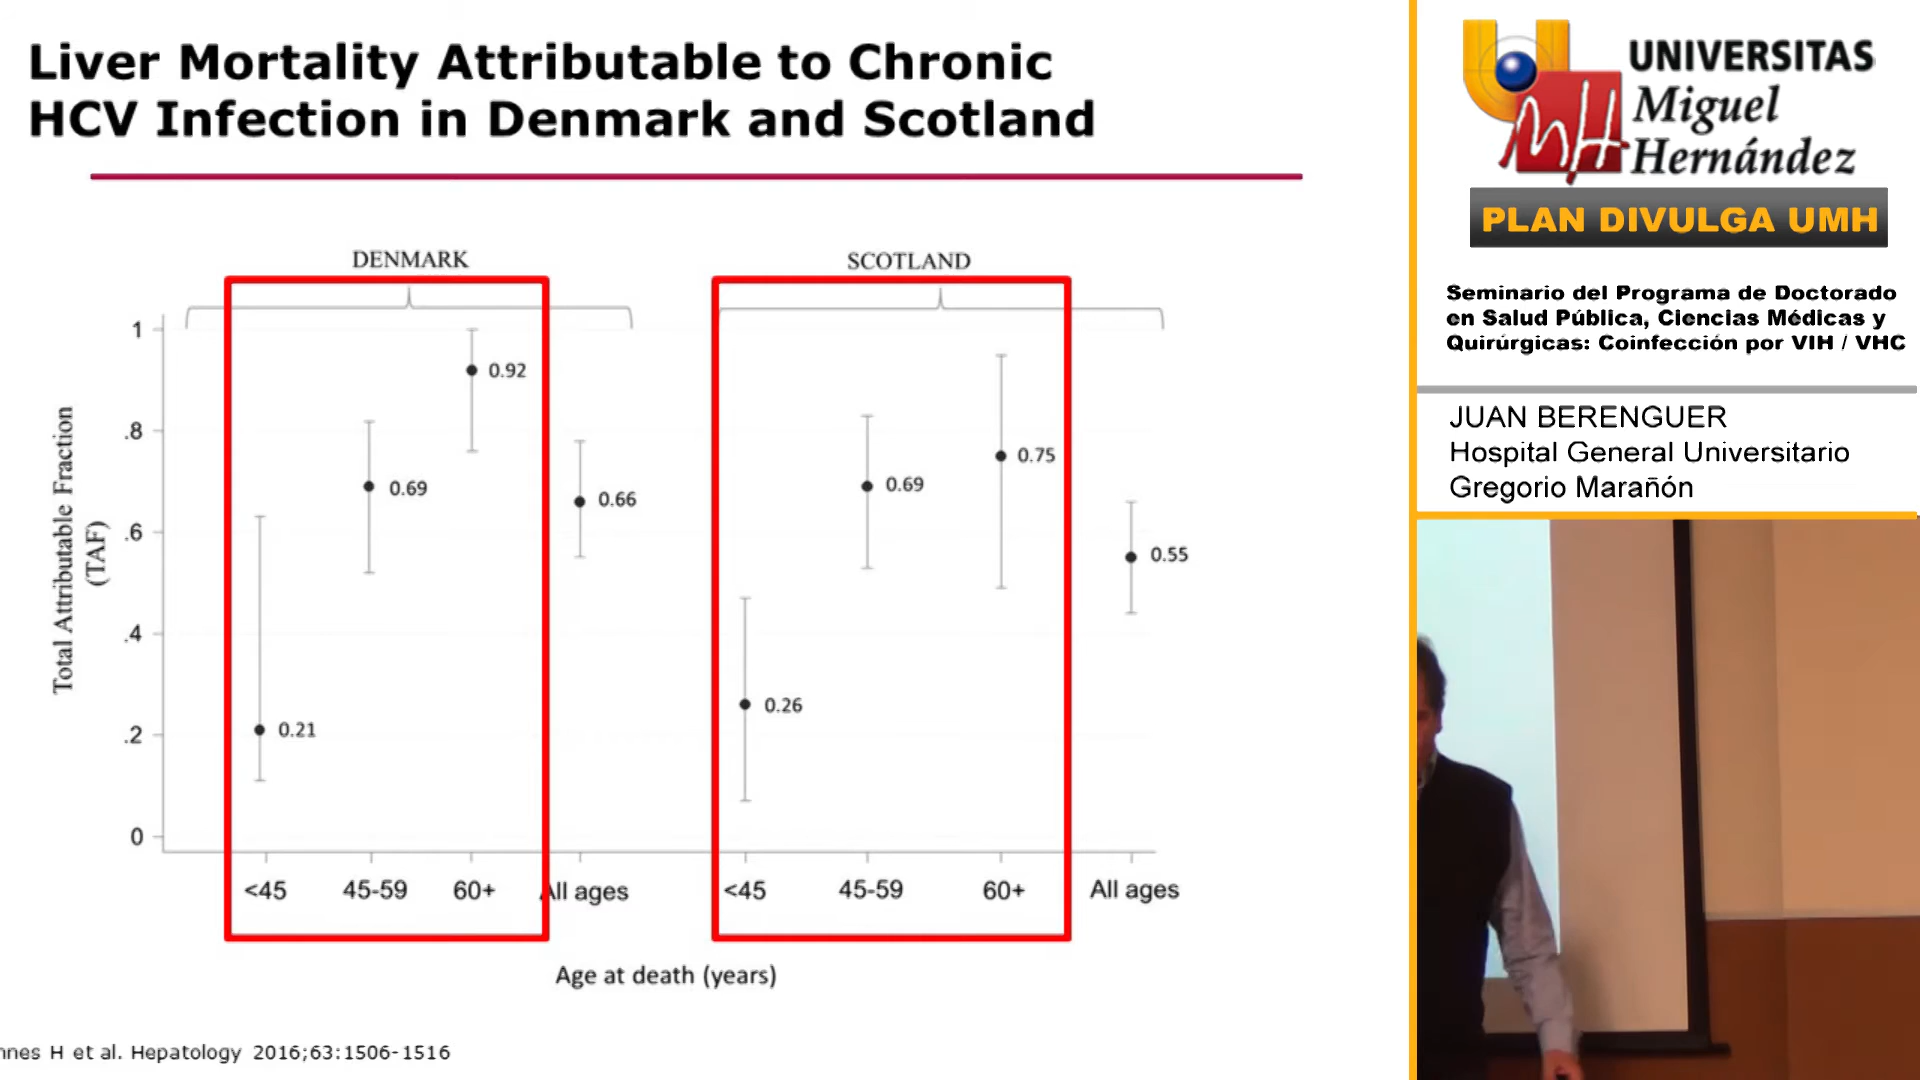 Liver Mortality Attributable to Chronic
HCV Infection in Denmark and Scotland
DENMARK
SCOTLAND
Total Attributable Fraction
(TAF)
1
.8
.6
.4
.2
0
0.21
0.69
0.92
0.66
0.26
0.69
0.75
0.55
<45 45-59 60+ All ages <45 45-59 60+ All ages
Age at death (years)
H et al. Hepatology 2016;63:1506-1516
UNIVERSITAS
Miguel
Hernández
PLAN DIVULGA UMH
Seminario del Programa de Doctorado
en Salud Pública, Ciencias Médicas y
Quirúrgicas: Coinfección por VIH / VHC
JUAN BERENGUER
Hospital General Universitario
Gregorio Marañón